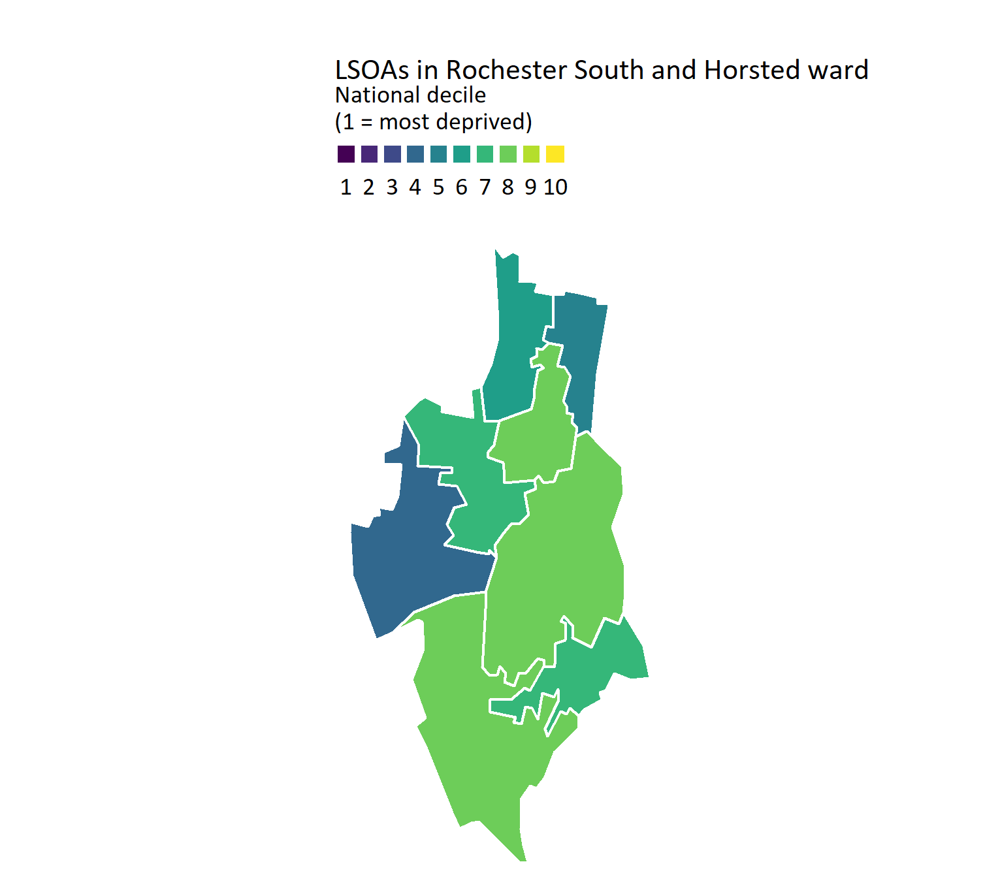 LSOAs in Rochester South and Horsted ward
National decile
(1 = most deprived)
1 2 3 4 5 6 7 8 9 10